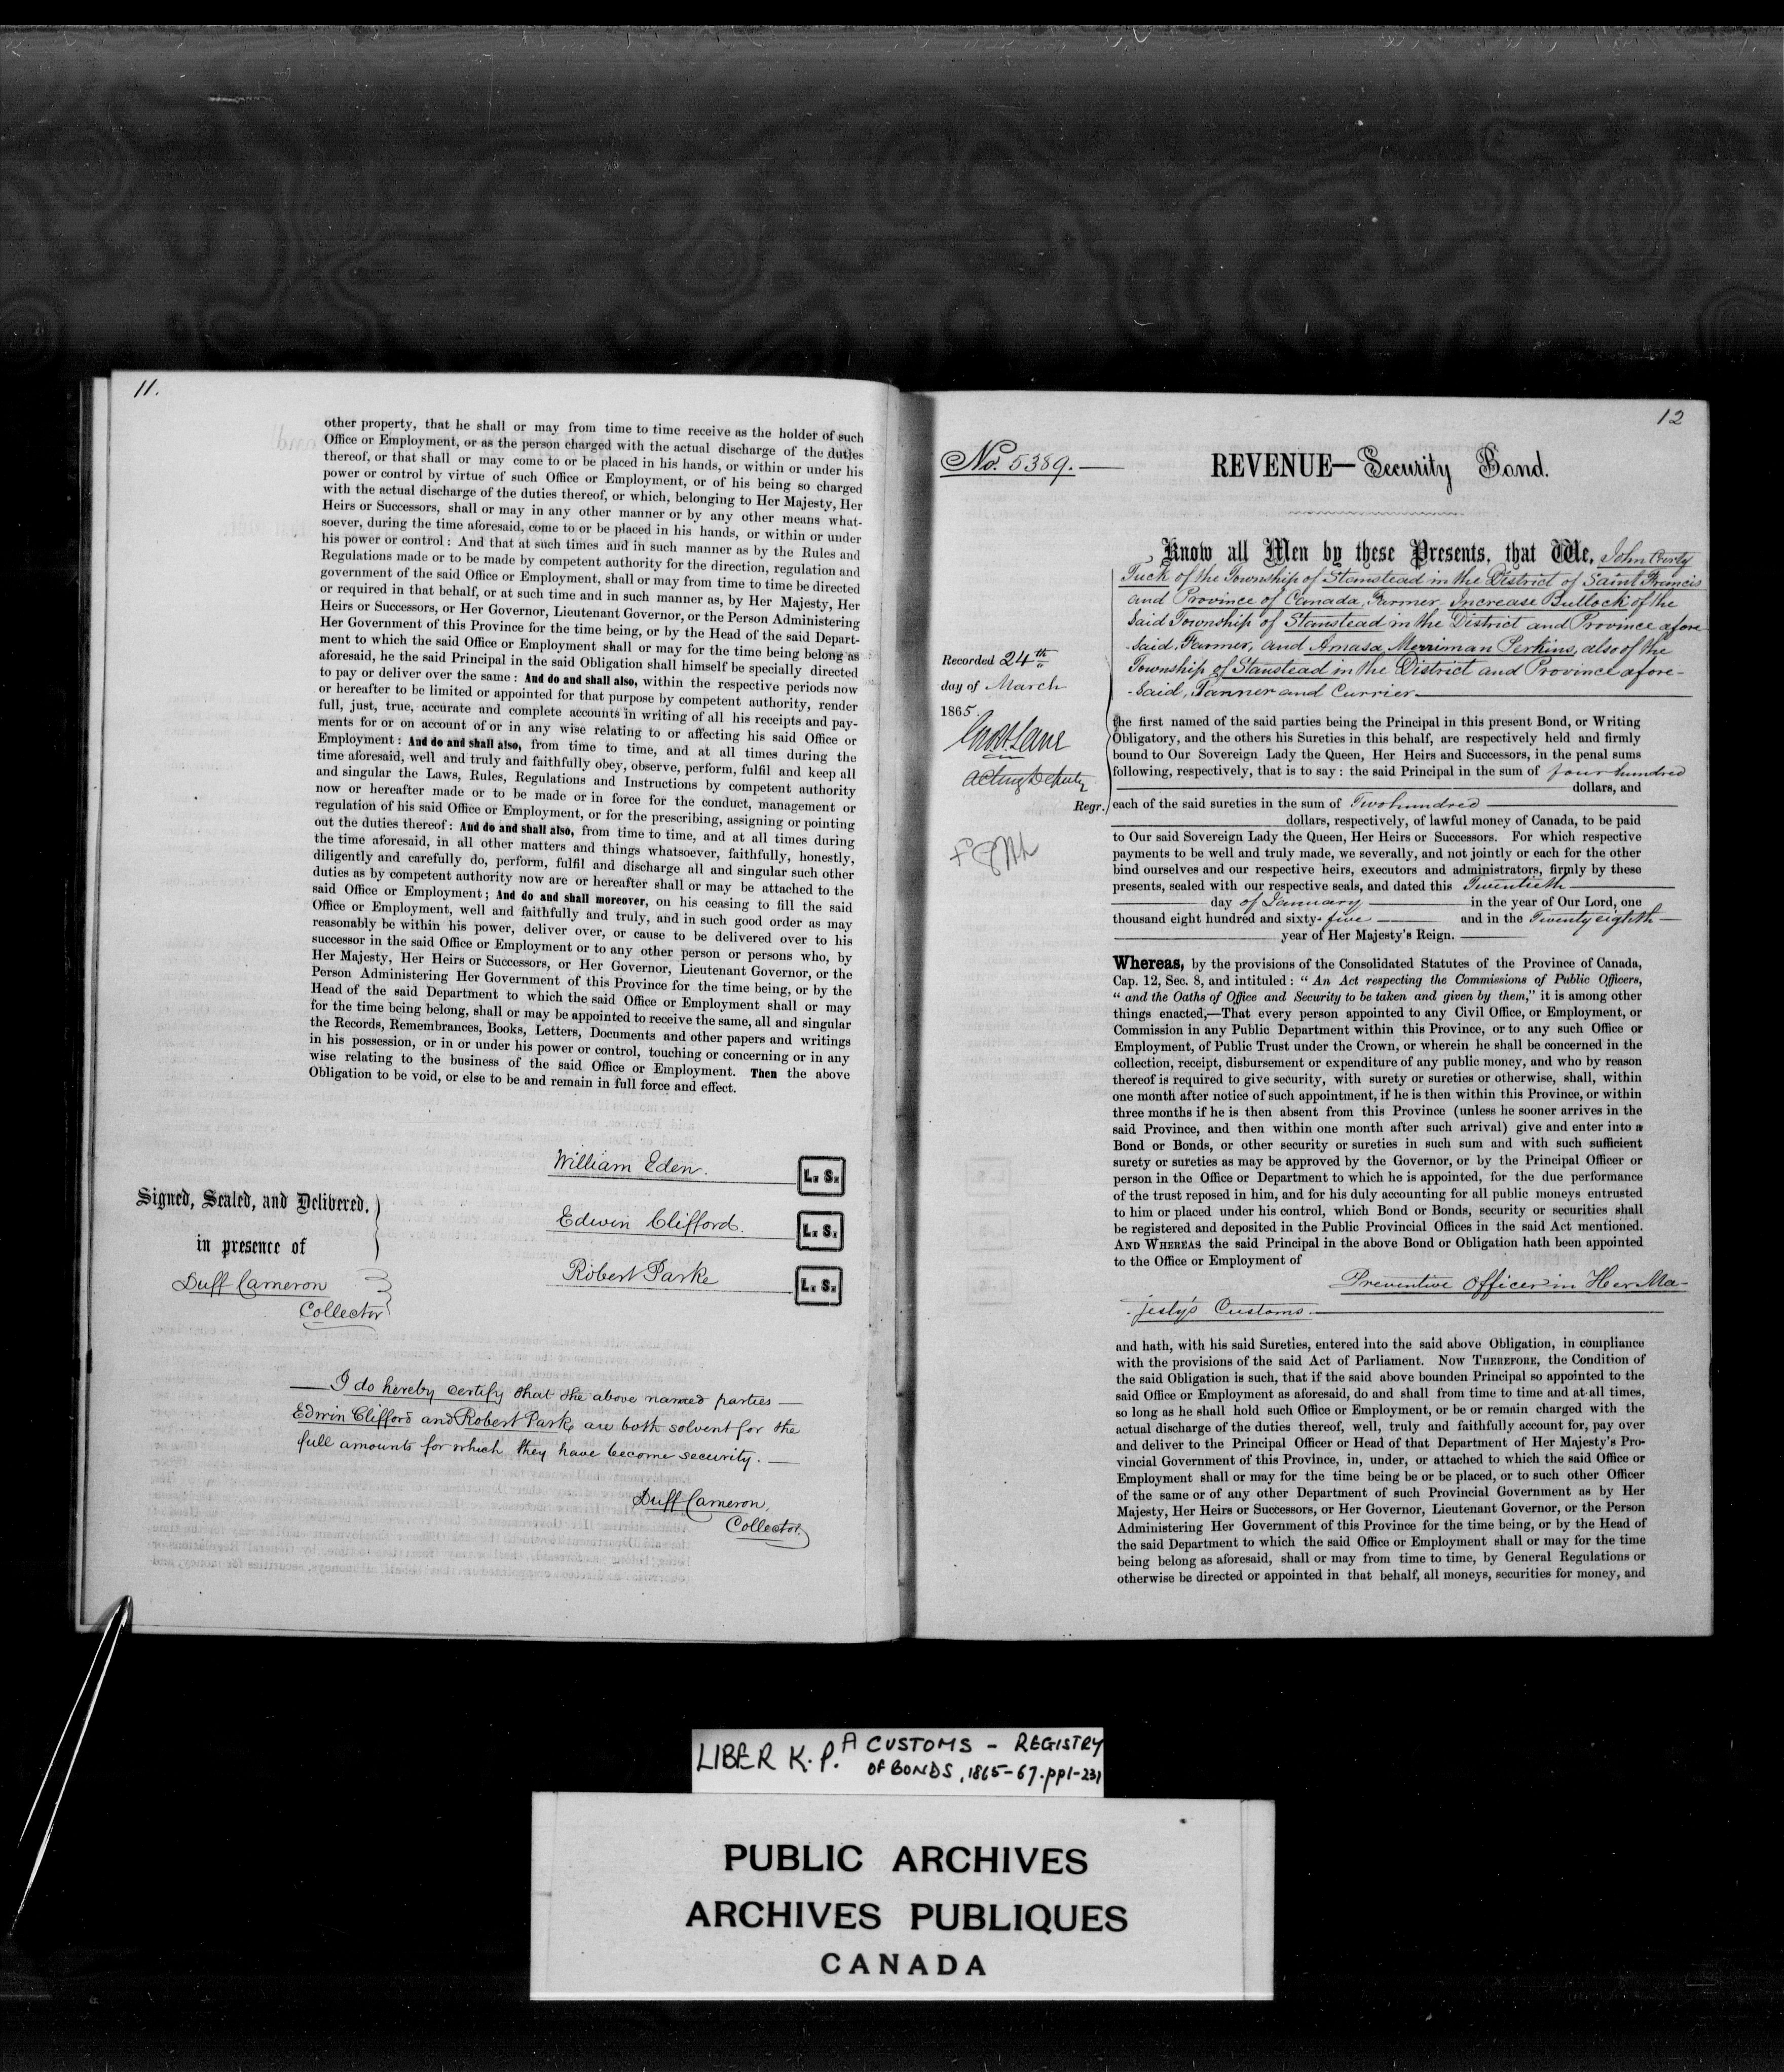 11.
other property, that he shall or may from time to time receive as the holder of such
Office or Employment, or as the person charged with the actual discharge of the duties
thereof, or that shall or may come to or be placed in his hands, or within or under his
power or control by virtue of such Office or Employment, or of his being so charged
with the actual discharge of the duties thereof, or which, belonging to Her Majesty, Her
Heirs or Successors, shall or may in any other manner or by any other means what-
soever, during the time aforesaid, come to or be placed in his hands, or within or under
his power or control : And that at such times and in such manner as by the Rules and
Regulations made or to be made by competent authority for the direction, regulation and
government of the said Office or Employment, shall or may from time to time be directed
or required in that behalf, or at such time and in such manner as, by Her Majesty, Her
Heirs or Successors, or Her Governor, Lieutenant Governor, or the Person Administering
Her Government of this Province for the time being, or by the Head of the said Depart-
ment to which the said Office or Employment shall or may for the time being belong as
aforesaid, he the said Principal in the said Obligation shall himself be specially directed
to pay or deliver over the same : And do and shall also, within the respective periods now
or hereafter to be limited or appointed for that purpose by competent authority, render
full, just, true, accurate and complete accounts in writing of all his receipts and pay-
ments for or on account of or in any wise relating to or affecting his said Office or
Employment : And do and shall also, from time to time, and at all times during the
time aforesaid, well and truly and faithfully obey, observe, perform, fulfil and keep all
and singular the Laws, Rules, Regulations and Instructions by competent authority
now or hereafter made or to be made or in force for the conduct, management or
regulation of his said Office or Employment, or for the prescribing, assigning or pointing
out the duties thereof : And do and shall also, from time to time, and at all times during
the time aforesaid, in all other matters and things whatsoever, faithfully, honestly,
diligently and carefully do, perform, fulfil and discharge all and singular such other
duties as by competent authority now are or hereafter shall or may be attached to the
said Office or Employment ; And do and shall moreover, on his ceasing to fill the said
Office or Employment, well and faithfully and truly, and in such good order as may
reasonably be within his power, deliver over, or cause to be delivered over to his
successor in the said Office or Employment or to any other person or persons who, by
Her Majesty, Her Heirs or Successors, or Her Governor, Lieutenant Governor, or the
Person Administering Her Government of this Province for the time being, or by the
Head of the said Department to which the said Office or Employment shall or may
for the time being belong, shall or may be appointed to receive the same, all and singular
the Records, Remembrances, Books, Letters, Documents and other papers and writings
in his possession, or in or under his power or control, touching or concerning or in any
wise relating to the business of the said Office or Employment. Then the above
Obligation to be void, or else to be and remain in full force and effect.
William Eden. L. S.
Signed, Sealed, and Delivered,
Edwin Clifford. L. S.
in presence of
Robert Parke L. S.
Duff Cameron
Collector
I do hereby certify that the above named parties —
Edwin Clifford and Robert Parke are both solvent for the
full amounts for which they have become security. —
Duff Cameron,
Collector.
12
No. 5389. —
REVENUE— Security Bond.
Know all Men by these Presents, that We, John
Tuck of the Township of Stanstead in the District of Saint Francis
and Province of Canada, Farmer Increase Bullock of the
said Township of Stanstead in the District and Province afore-
-said, Farmer, and Amasa Merriman Perkins, also of the
Township of Stanstead in the District and Province afore-
-said, Tanner and Currier
Recorded 24th
day of March
1865.
Acting Deputy
Regr.
the first named of the said parties being the Principal in this present Bond, or Writing
Obligatory, and the others his Sureties in this behalf, are respectively held and firmly
bound to Our Sovereign Lady the Queen, Her Heirs and Successors, in the penal sums
following, respectively, that is to say : the said Principal in the sum of four hundred
dollars, and
each of the said sureties in the sum of Two hundred
dollars, respectively, of lawful money of Canada, to be paid
to Our said Sovereign Lady the Queen, Her Heirs or Successors. For which respective
payments to be well and truly made, we severally, and not jointly or each for the other
bind ourselves and our respective heirs, executors and administrators, firmly by these
presents, sealed with our respective seals, and dated this Twentieth
day of January in the year of Our Lord, one
thousand eight hundred and sixty-five and in the Twenty eighth
year of Her Majesty's Reign.
Whereas, by the provisions of the Consolidated Statutes of the Province of Canada,
Cap. 12, Sec. 8, and intituled : " An Act respecting the Commissions of Public Officers,
" and the Oaths of Office and Security to be taken and given by them," it is among other
things enacted,—That every person appointed to any Civil Office, or Employment, or
Commission in any Public Department within this Province, or to any such Office or
Employment, of Public Trust under the Crown, or wherein he shall be concerned in the
collection, receipt, disbursement or expenditure of any public money, and who by reason
thereof is required to give security, with surety or sureties or otherwise, shall, within
one month after notice of such appointment, if he is then within this Province, or within
three months if he is then absent from this Province (unless he sooner arrives in the
said Province, and then within one month after such arrival) give and enter into a
Bond or Bonds, or other security or sureties in such sum and with such sufficient
surety or sureties as may be approved by the Governor, or by the Principal Officer or
person in the Office or Department to which he is appointed, for the due performance
of the trust reposed in him, and for his duly accounting for all public moneys entrusted
to him or placed under his control, which Bond or Bonds, security or securities shall
be registered and deposited in the Public Provincial Offices in the said Act mentioned.
AND WHEREAS the said Principal in the above Bond or Obligation hath been appointed
to the Office or Employment of
Preventive Officer in Her Ma-
-jesty's Customs.
and hath, with his said Sureties, entered into the said above Obligation, in compliance
with the provisions of the said Act of Parliament. NOW THEREFORE, the Condition of
the said Obligation is such, that if the said above bounden Principal so appointed to the
said Office or Employment as aforesaid, do and shall from time to time and at all times,
so long as he shall hold such Office or Employment, or be or remain charged with the
actual discharge of the duties thereof, well, truly and faithfully account for, pay over
and deliver to the Principal Officer or Head of that Department of Her Majesty's Pro-
vincial Government of this Province, in, under, or attached to which the said Office or
Employment shall or may for the time being be or be placed, or to such other Officer
of the same or of any other Department of such Provincial Government as by Her
Majesty, Her Heirs or Successors, or Her Governor, Lieutenant Governor, or the Person
Administering Her Government of this Province for the time being, or by the Head of
the said Department to which the said Office or Employment shall or may for the time
being belong as aforesaid, shall or may from time to time, by General Regulations or
otherwise be directed or appointed in that behalf, all moneys, securities for money, and
LIBER K.P. A CUSTOMS - REGISTRY
OF BONDS, 1865-67. pp1-231
PUBLIC ARCHIVES
ARCHIVES PUBLIQUES
CANADA